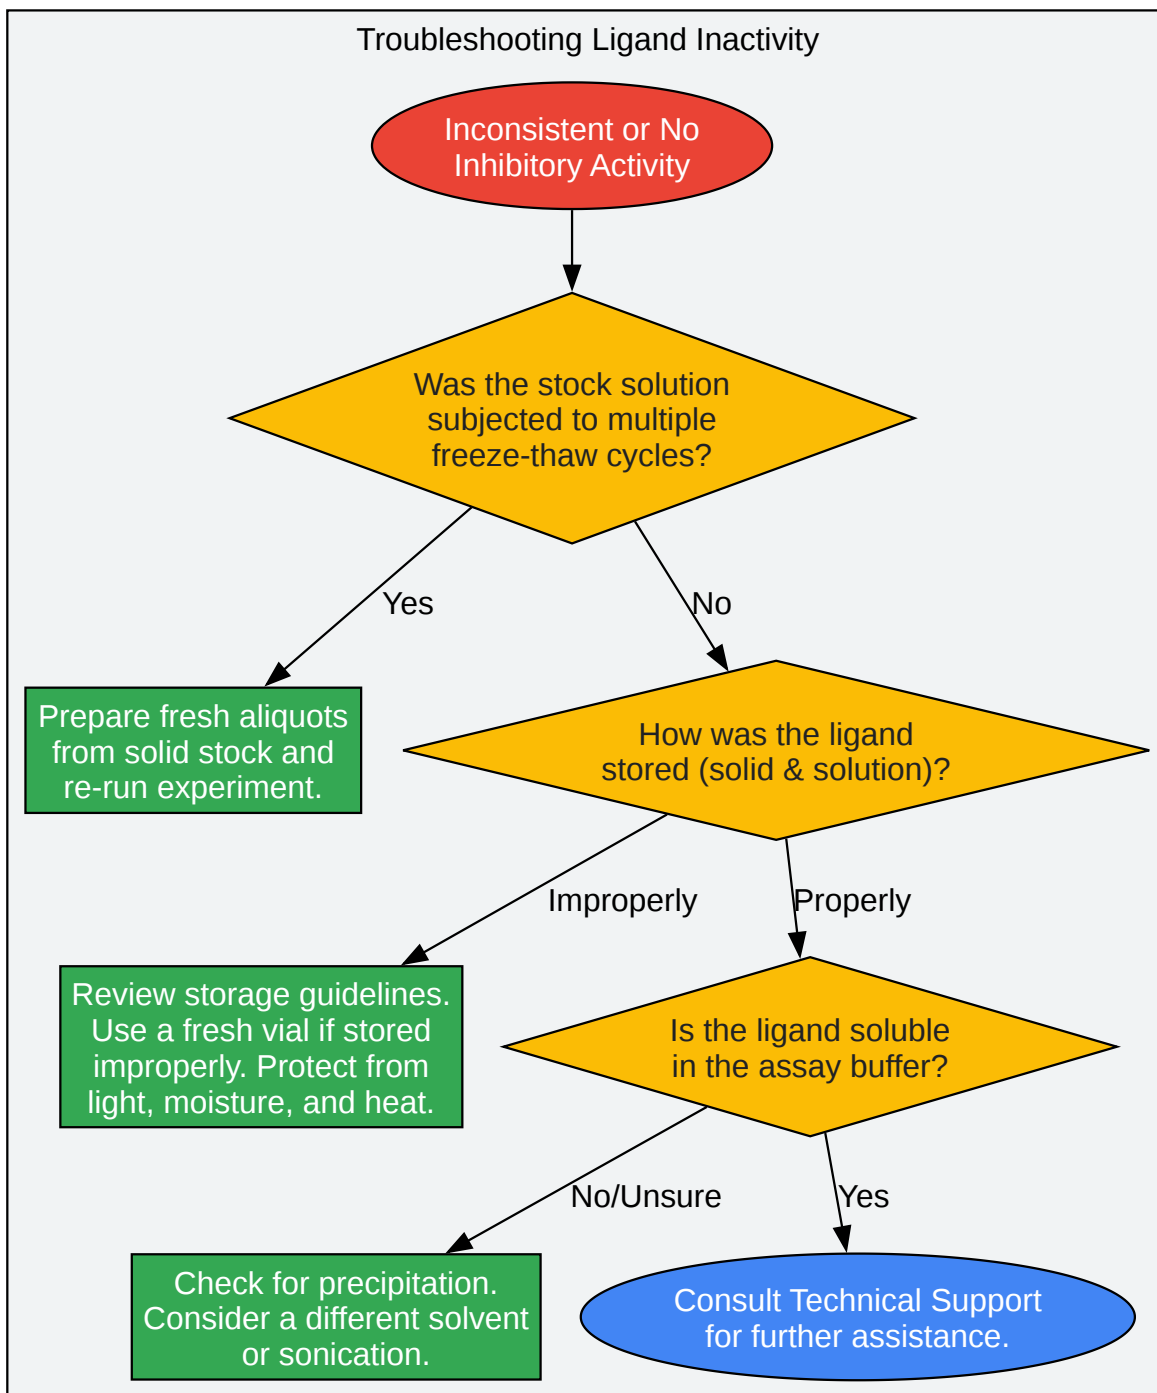 Troubleshooting Ligand Inactivity
Inconsistent or No
Inhibitory Activity
Was the stock solution
subjected to multiple
freeze-thaw cycles?
Yes
No
Prepare fresh aliquots
from solid stock and
re-run experiment.
How was the ligand
stored (solid & solution)?
Improperly
Properly
Review storage guidelines.
Use a fresh vial if stored
improperly. Protect from
light, moisture, and heat.
Is the ligand soluble
in the assay buffer?
No/Unsure
Yes
Check for precipitation.
Consider a different solvent
or sonication.
Consult Technical Support
for further assistance.